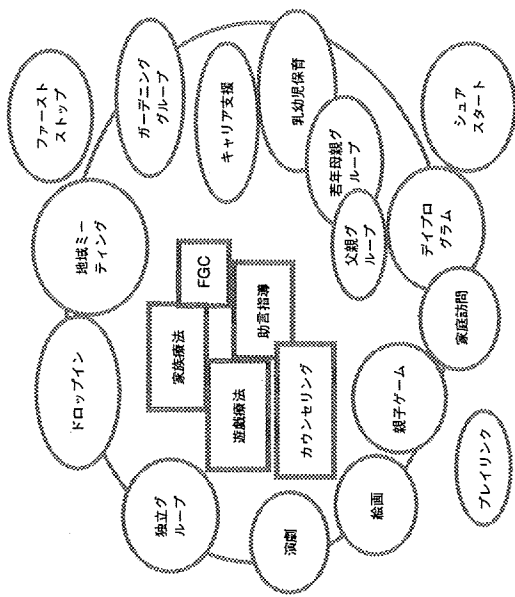 ファースト
ストップ
地域ミー
ティング
ドロップイン
独立グ
ループ
ガーデニング
グループ
キャリア支援
家族療法
FGC
遊戯療法
助言指導
カウンセリング
乳幼児保育
若年母親グ
ループ
父親グ
ループ
演劇
絵画
親子ゲーム
デイプロ
グラム
家庭訪問
シュア
スタート
プレイリンク